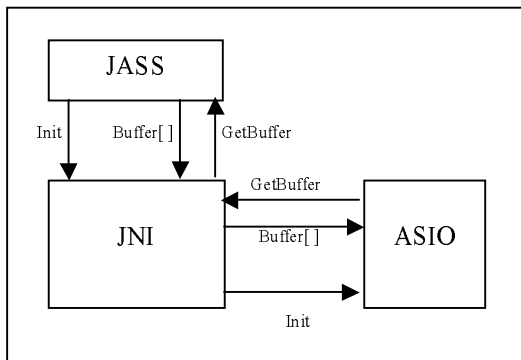 JASS
Init
Buffer[ ]
GetBuffer
GetBuffer
JNI
Buffer[ ]
ASIO
Init